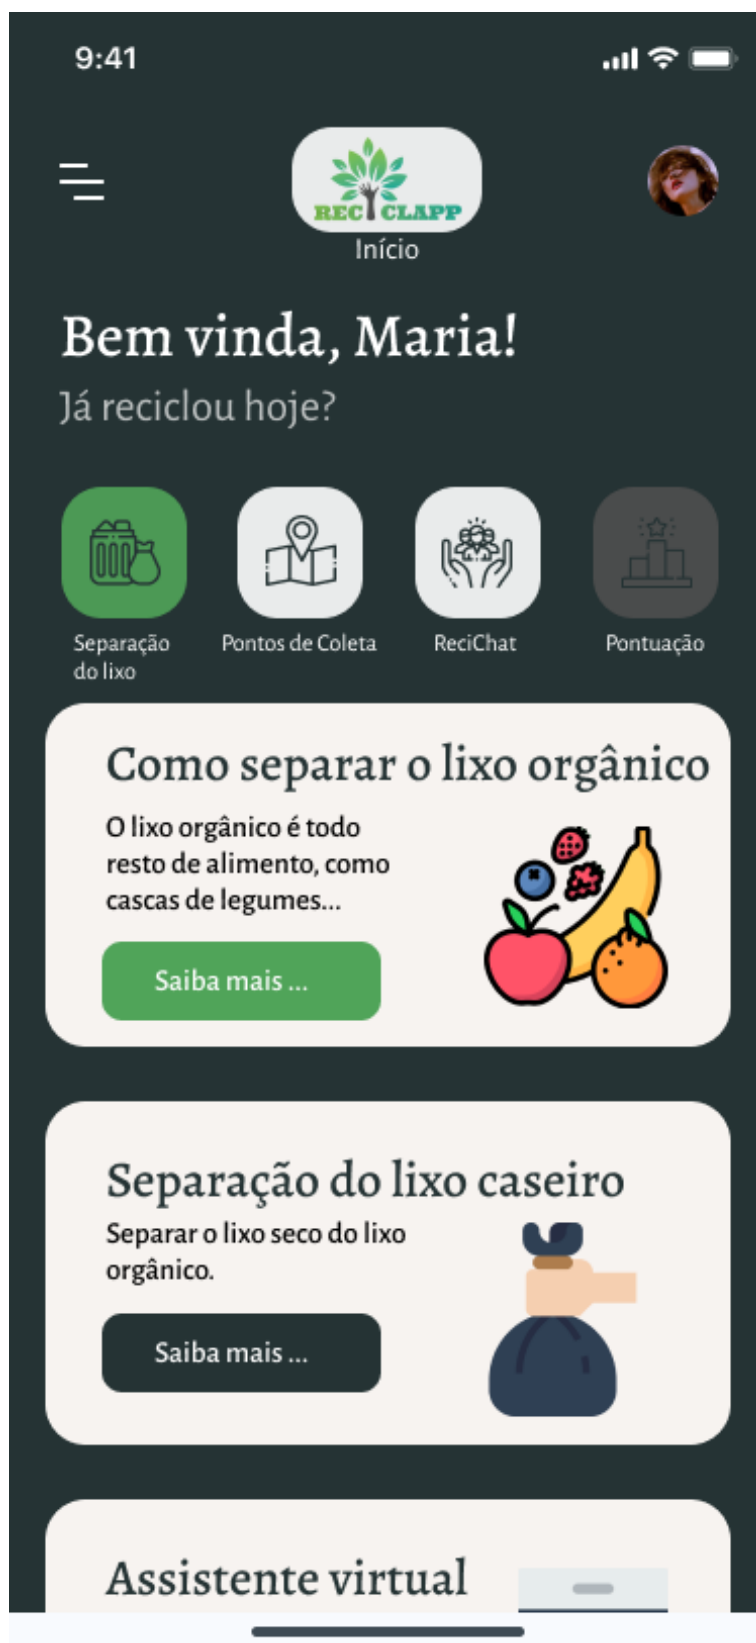 9:41
RECICLAPP
Início
Bem vinda, Maria!
Já reciclou hoje?
Separação
do lixo
Pontos de Coleta
ReciChat
Pontuação
Como separar o lixo orgânico
O lixo orgânico é todo
resto de alimento, como
cascas de legumes...
Saiba mais ...
Separação do lixo caseiro
Separar o lixo seco do lixo
orgânico.
Saiba mais ...
Assistente virtual